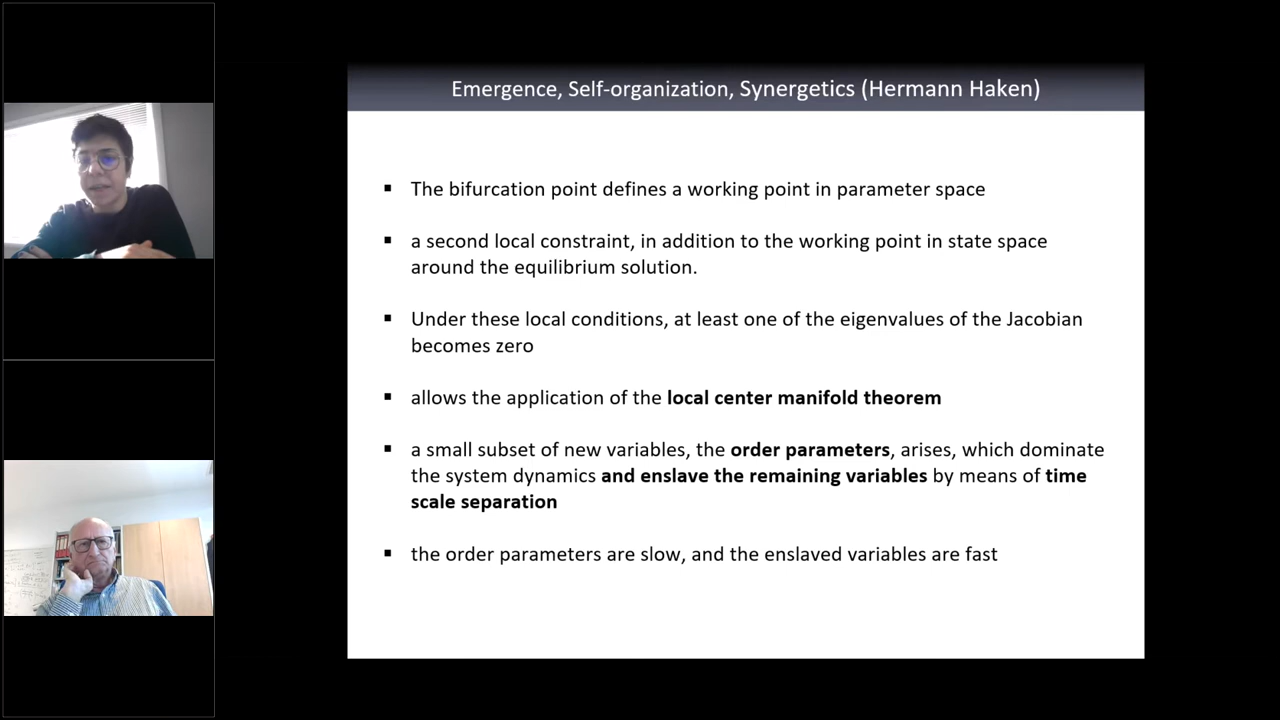 Emergence, Self-organization, Synergetics (Hermann Haken)
▪ The bifurcation point defines a working point in parameter space
▪ a second local constraint, in addition to the working point in state space
around the equilibrium solution.
▪ Under these local conditions, at least one of the eigenvalues of the Jacobian
becomes zero
▪ allows the application of the local center manifold theorem
▪ a small subset of new variables, the order parameters, arises, which dominate
the system dynamics and enslave the remaining variables by means of time
scale separation
▪ the order parameters are slow, and the enslaved variables are fast